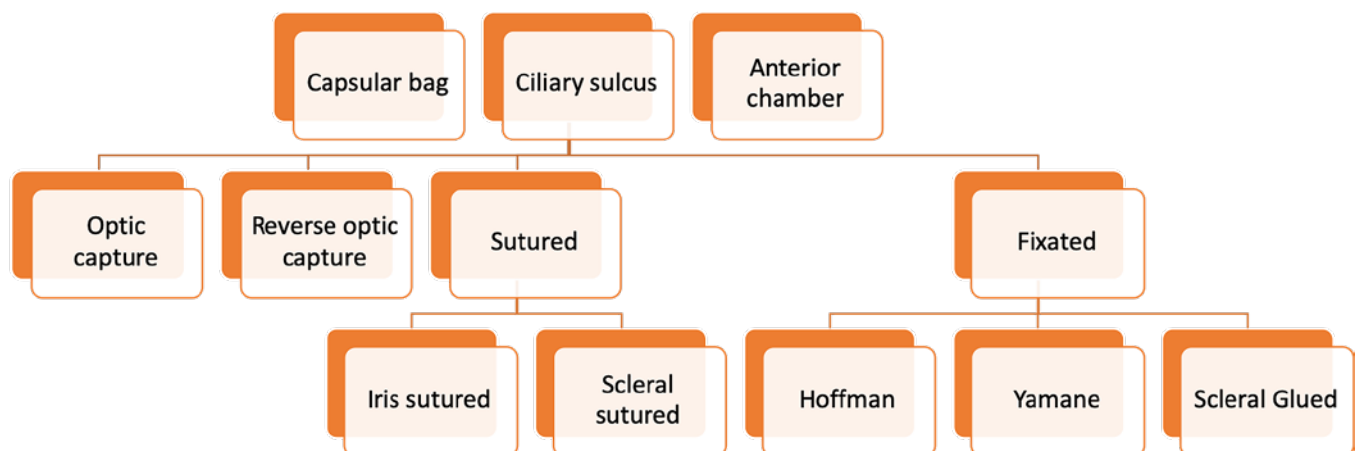 Capsular bag
Ciliary sulcus
Anterior
chamber
Optic
capture
Reverse optic
capture
Sutured
Fixated
Iris sutured
Scleral
sutured
Hoffman
Yamane
Scleral Glued